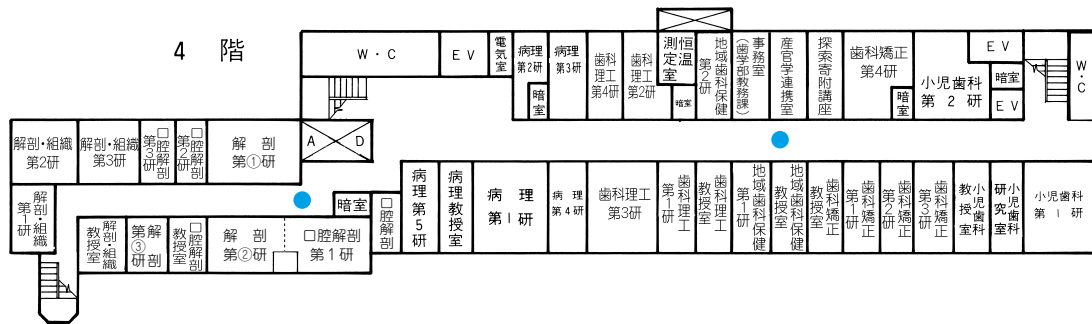 4 階
W・C
EV
電気室
病理
第2研
暗室
病理
第3研
歯科
理工
第4研
歯科
理工
第2研
恒温
測定室
暗室
地域歯科保健
第2研
事務室
(歯学部教務課)
産官学連携室
探索寄附講座
歯科矯正
第4研
暗室
小児歯科
第2研
EV
暗室
EV
W・C
解剖・組織
第2研
解剖・組織
第3研
口腔解剖
第3研
口腔解剖
第2研
解剖
第①研
A D
解剖・組織
第1研
解剖・組織
教授室
解剖
第③研
口腔解剖
教授室
解剖
第②研
口腔解剖
第1研
暗室
口腔解剖
病理
第5研
病理教授室
病理
第1研
病理
第4研
歯科理工
第3研
歯科理工
第1研
歯科理工
教授室
地域歯科保健
第1研
地域歯科保健
教授室
歯科矯正
教授室
歯科矯正
第1研
歯科矯正
第2研
歯科矯正
第3研
小児歯科
教授室
小児歯科
研究室
小児歯科
第1研